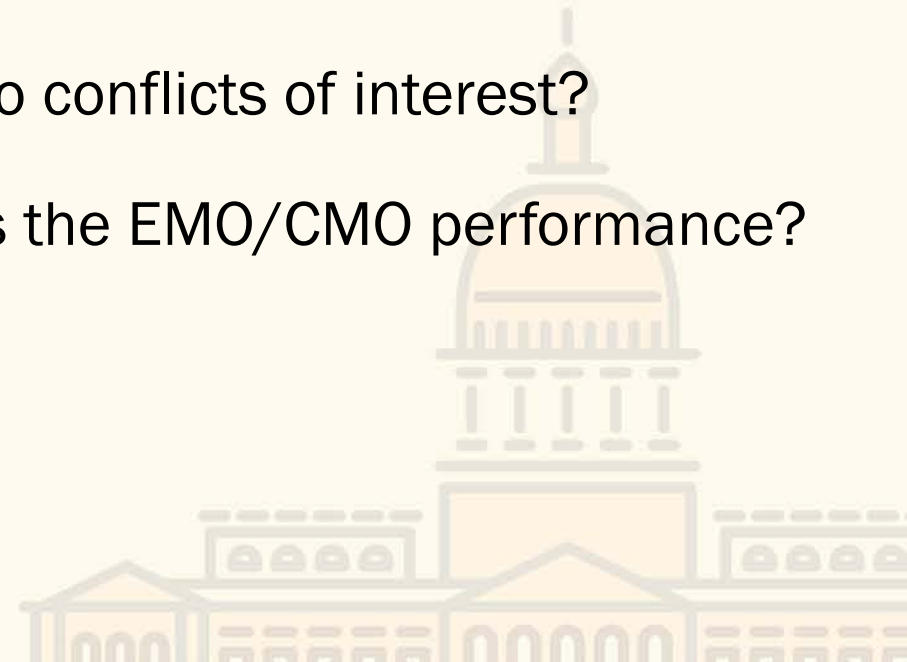 o conflicts of interest?
s the EMO/CMO performance?